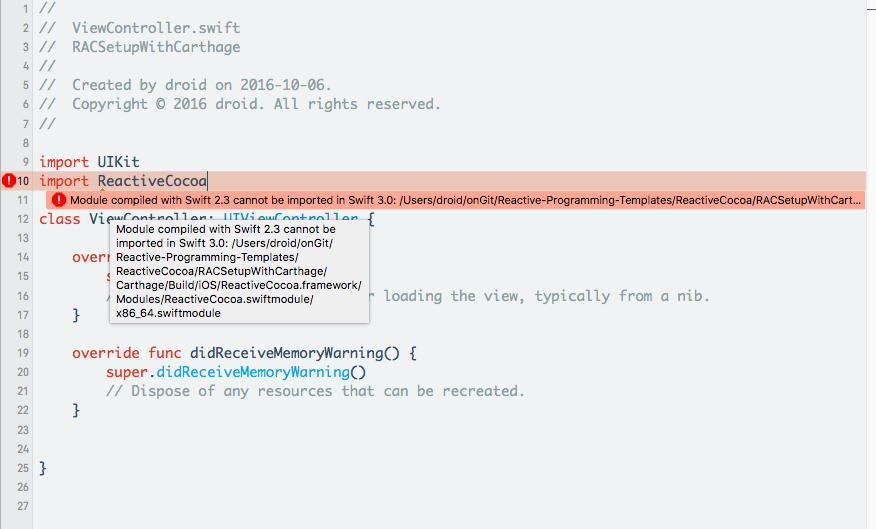 1 //
2 // ViewController.swift
3 // RACSetupWithCarthage
4 //
5 // Created by droid on 2016-10-06.
6 // Copyright © 2016 droid. All rights reserved.
7 //
8
9 import UIKit
10 import ReactiveCocoa
11 Module compiled with Swift 2.3 cannot be imported in Swift 3.0: /Users/droid/onGit/Reactive-Programming-Templates/ReactiveCocoa/RACSetupWithCart...
12 class ViewController: UIViewController {
Module compiled with Swift 2.3 cannot be
imported in Swift 3.0: /Users/droid/onGit/
Reactive-Programming-Templates/
ReactiveCocoa/RACSetupWithCarthage/
Carthage/Build/iOS/ReactiveCocoa.framework/
Modules/ReactiveCocoa.swiftmodule/
x86_64.swiftmodule
13
14 over
15 s
16 / r loading the view, typically from a nib.
17 }
18
19 override func didReceiveMemoryWarning() {
20 super.didReceiveMemoryWarning()
21 // Dispose of any resources that can be recreated.
22 }
23
24
25 }
26
27